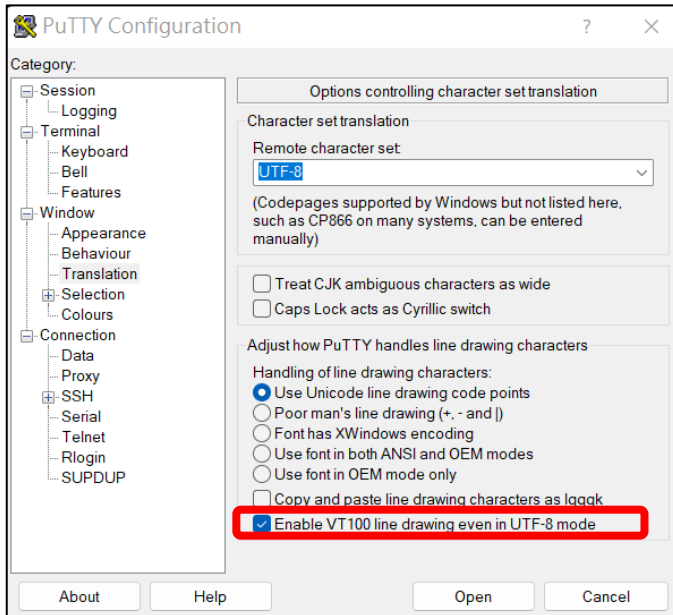 PuTTY Configuration
?
Category:
Session
Logging
Terminal
Keyboard
Bell
Features
Window
Appearance
Behaviour
Translation
Selection
Colours
Connection
Data
Proxy
SSH
Serial
Telnet
Rlogin
SUPDUP
Options controlling character set translation
Character set translation
Remote character set:
UTF-8
(Codepages supported by Windows but not listed here,
such as CP866 on many systems, can be entered
manually)
Treat CJK ambiguous characters as wide
Caps Lock acts as Cyrillic switch
Adjust how PuTTY handles line drawing characters
Handling of line drawing characters:
Use Unicode line drawing code points
Poor man's line drawing (+, - and |)
Font has XWindows encoding
Use font in both ANSI and OEM modes
Use font in OEM mode only
Copy and paste line drawing characters as lqqqk
Enable VT100 line drawing even in UTF-8 mode
About
Help
Open
Cancel